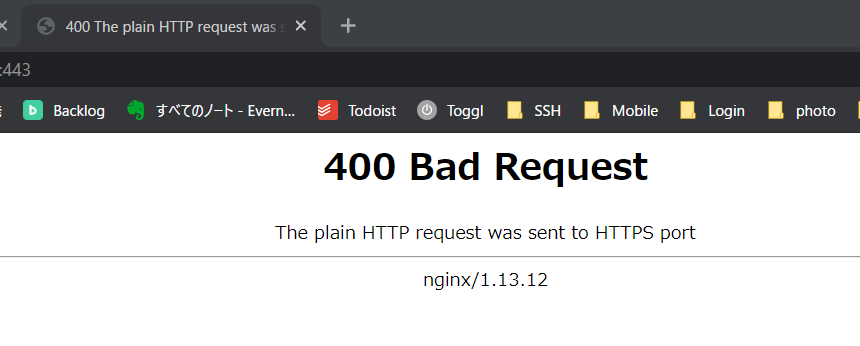 400 The plain HTTP request was
:443
Backlog すべてのノート - Evern... Todoist Toggl SSH Mobile Login photo
400 Bad Request
The plain HTTP request was sent to HTTPS port
nginx/1.13.12